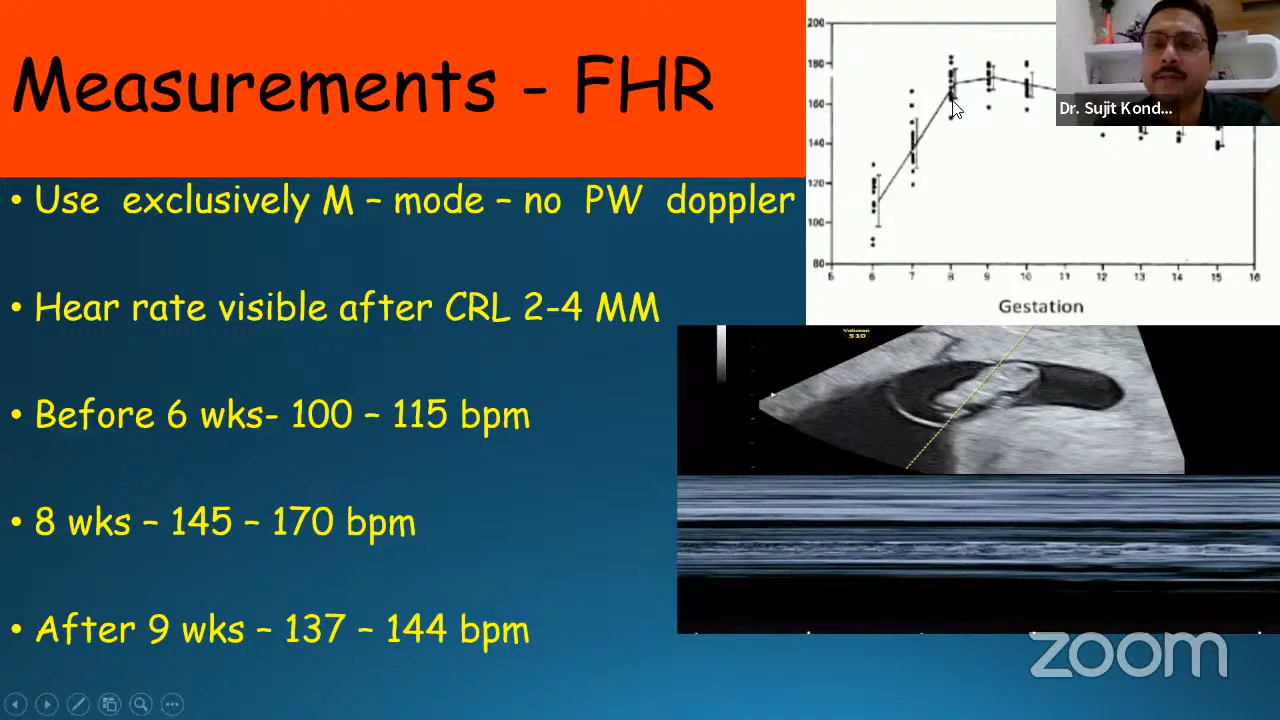 Measurements - FHR
• Use exclusively M – mode – no PW doppler
• Hear rate visible after CRL 2-4 MM
• Before 6 wks- 100 – 115 bpm
• 8 wks – 145 – 170 bpm
• After 9 wks – 137 – 144 bpm
200
180
160
140
120
100
80
5 6 7 8 9 10 11 12 13 14 15 16
Gestation
Dr. Sujit Kond...
Voluson
S10
zoom